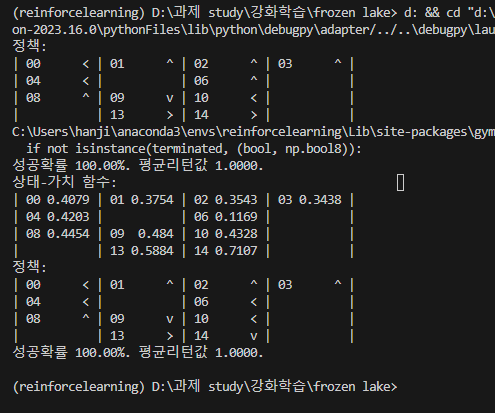 (reinforcelearning) D:\과제 study\강화학습\frozen lake> d: && cd "d:\
on-2023.16.0\pythonFiles\lib\python\debugpy\adapter/../..\debugpy\lau
정책:
| 00      < | 01      ^ | 02      ^ | 03      ^ |
| 04      < |           | 06      ^ |           |
| 08      ^ | 09      v | 10      < |           |
|           | 13      > | 14      > |           |
C:\Users\hanji\anaconda3\envs\reinforcelearning\Lib\site-packages\gym
  if not isinstance(terminated, (bool, np.bool8)):
성공확률 100.00%. 평균리턴값 1.0000.
상태-가치 함수:
| 00 0.4079 | 01 0.3754 | 02 0.3543 | 03 0.3438 |
| 04 0.4203 |           | 06 0.1169 |           |
| 08 0.4454 | 09  0.484 | 10 0.4328 |           |
|           | 13 0.5884 | 14 0.7107 |           |
정책:
| 00      < | 01      ^ | 02      ^ | 03      ^ |
| 04      < |           | 06      < |           |
| 08      ^ | 09      v | 10      < |           |
|           | 13      > | 14      v |           |
성공확률 100.00%. 평균리턴값 1.0000.
(reinforcelearning) D:\과제 study\강화학습\frozen lake>